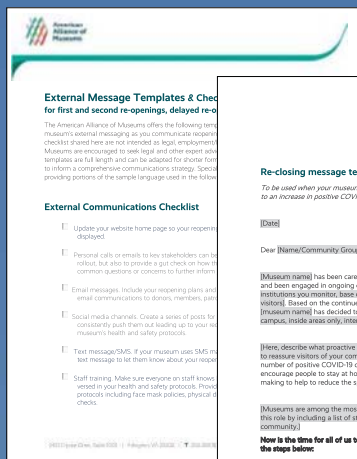 American
Alliance of
Museums
External Message Templates & Chec
for first and second re-openings, delayed re-o
The American Alliance of Museums offers the following temp
museum's external messaging as you communicate reopenin
checklist shared here are not intended as legal, employment/
Museums are encouraged to seek legal and other expert advi
templates are full length and can be adapted for shorter form
to inform a comprehensive communications strategy. Special
providing portions of the sample language used in the follow
External Communications Checklist
Update your website home page so your reopening
displayed.
Personal calls or emails to key stakeholders can be
rollout, but also to provide a gut check on how th
common questions or concerns to further inform
Email messages. Include your reopening plans and
email communications to donors, members, patro
Social media channels. Create a series of posts for
consistently push them out leading up to your reo
museum's health and safety protocols.
Text message/SMS. If your museum uses SMS ma
text message to let them know about your reopen
Staff training. Make sure everyone on staff knows
versed in your health and safety protocols. Provid
protocols including face mask policies, physical d
checks.
Re-closing message te
To be used when your museum
to an increase in positive COVI
[Date]
Dear [Name/Community Group
[Museum name] has been care
and been engaged in ongoing
institutions you monitor, base
visitors]. Based on the continue
[museum name] has decided to
campus, inside areas only, inte
[Here, describe what proactive
to reassure visitors of your com
number of positive COVID-19 c
encourage people to stay at ho
making to help to reduce the s
[Museums are among the mos
this role by including a list of st
community.]
Now is the time for all of us t
the steps below: